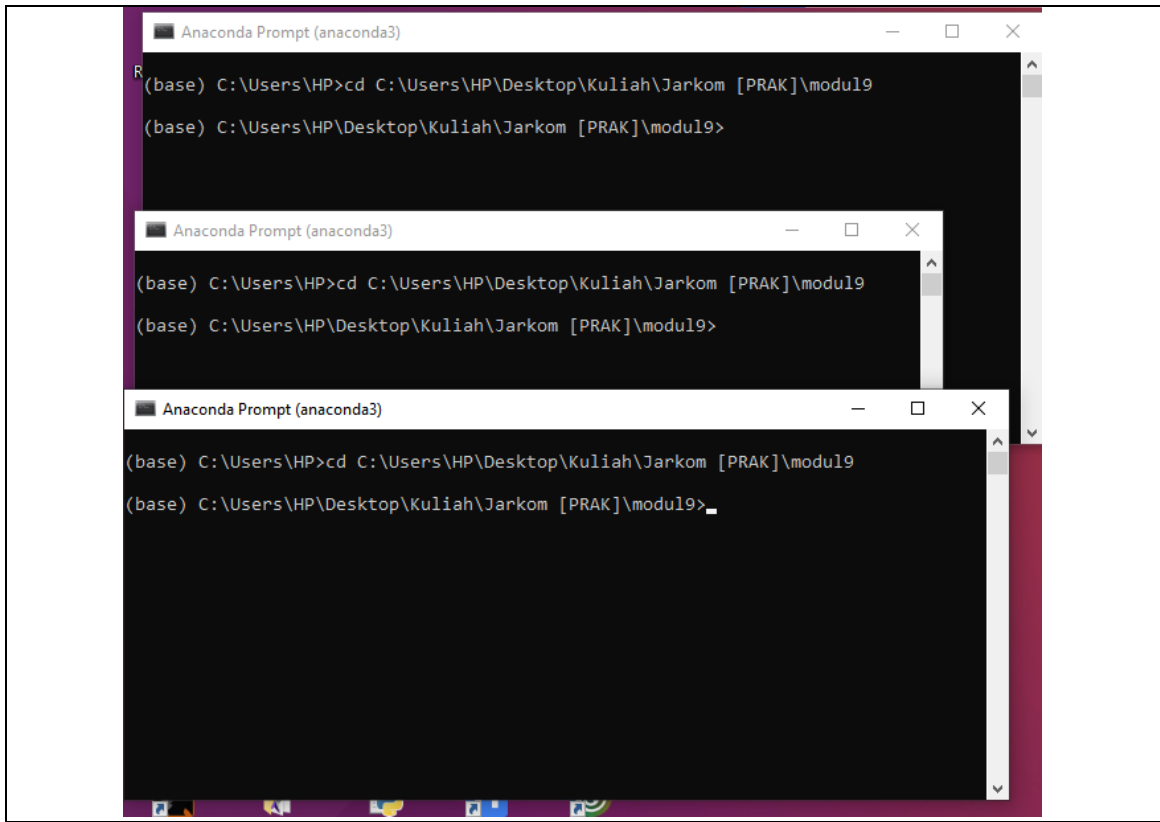 Anaconda Prompt (anaconda3)
R
(base) C:\Users\HP>cd C:\Users\HP\Desktop\Kuliah\Jarkom [PRAK]\modul9
(base) C:\Users\HP\Desktop\Kuliah\Jarkom [PRAK]\modul9>
Anaconda Prompt (anaconda3)
(base) C:\Users\HP>cd C:\Users\HP\Desktop\Kuliah\Jarkom [PRAK]\modul9
(base) C:\Users\HP\Desktop\Kuliah\Jarkom [PRAK]\modul9>
Anaconda Prompt (anaconda3)
(base) C:\Users\HP>cd C:\Users\HP\Desktop\Kuliah\Jarkom [PRAK]\modul9
(base) C:\Users\HP\Desktop\Kuliah\Jarkom [PRAK]\modul9>